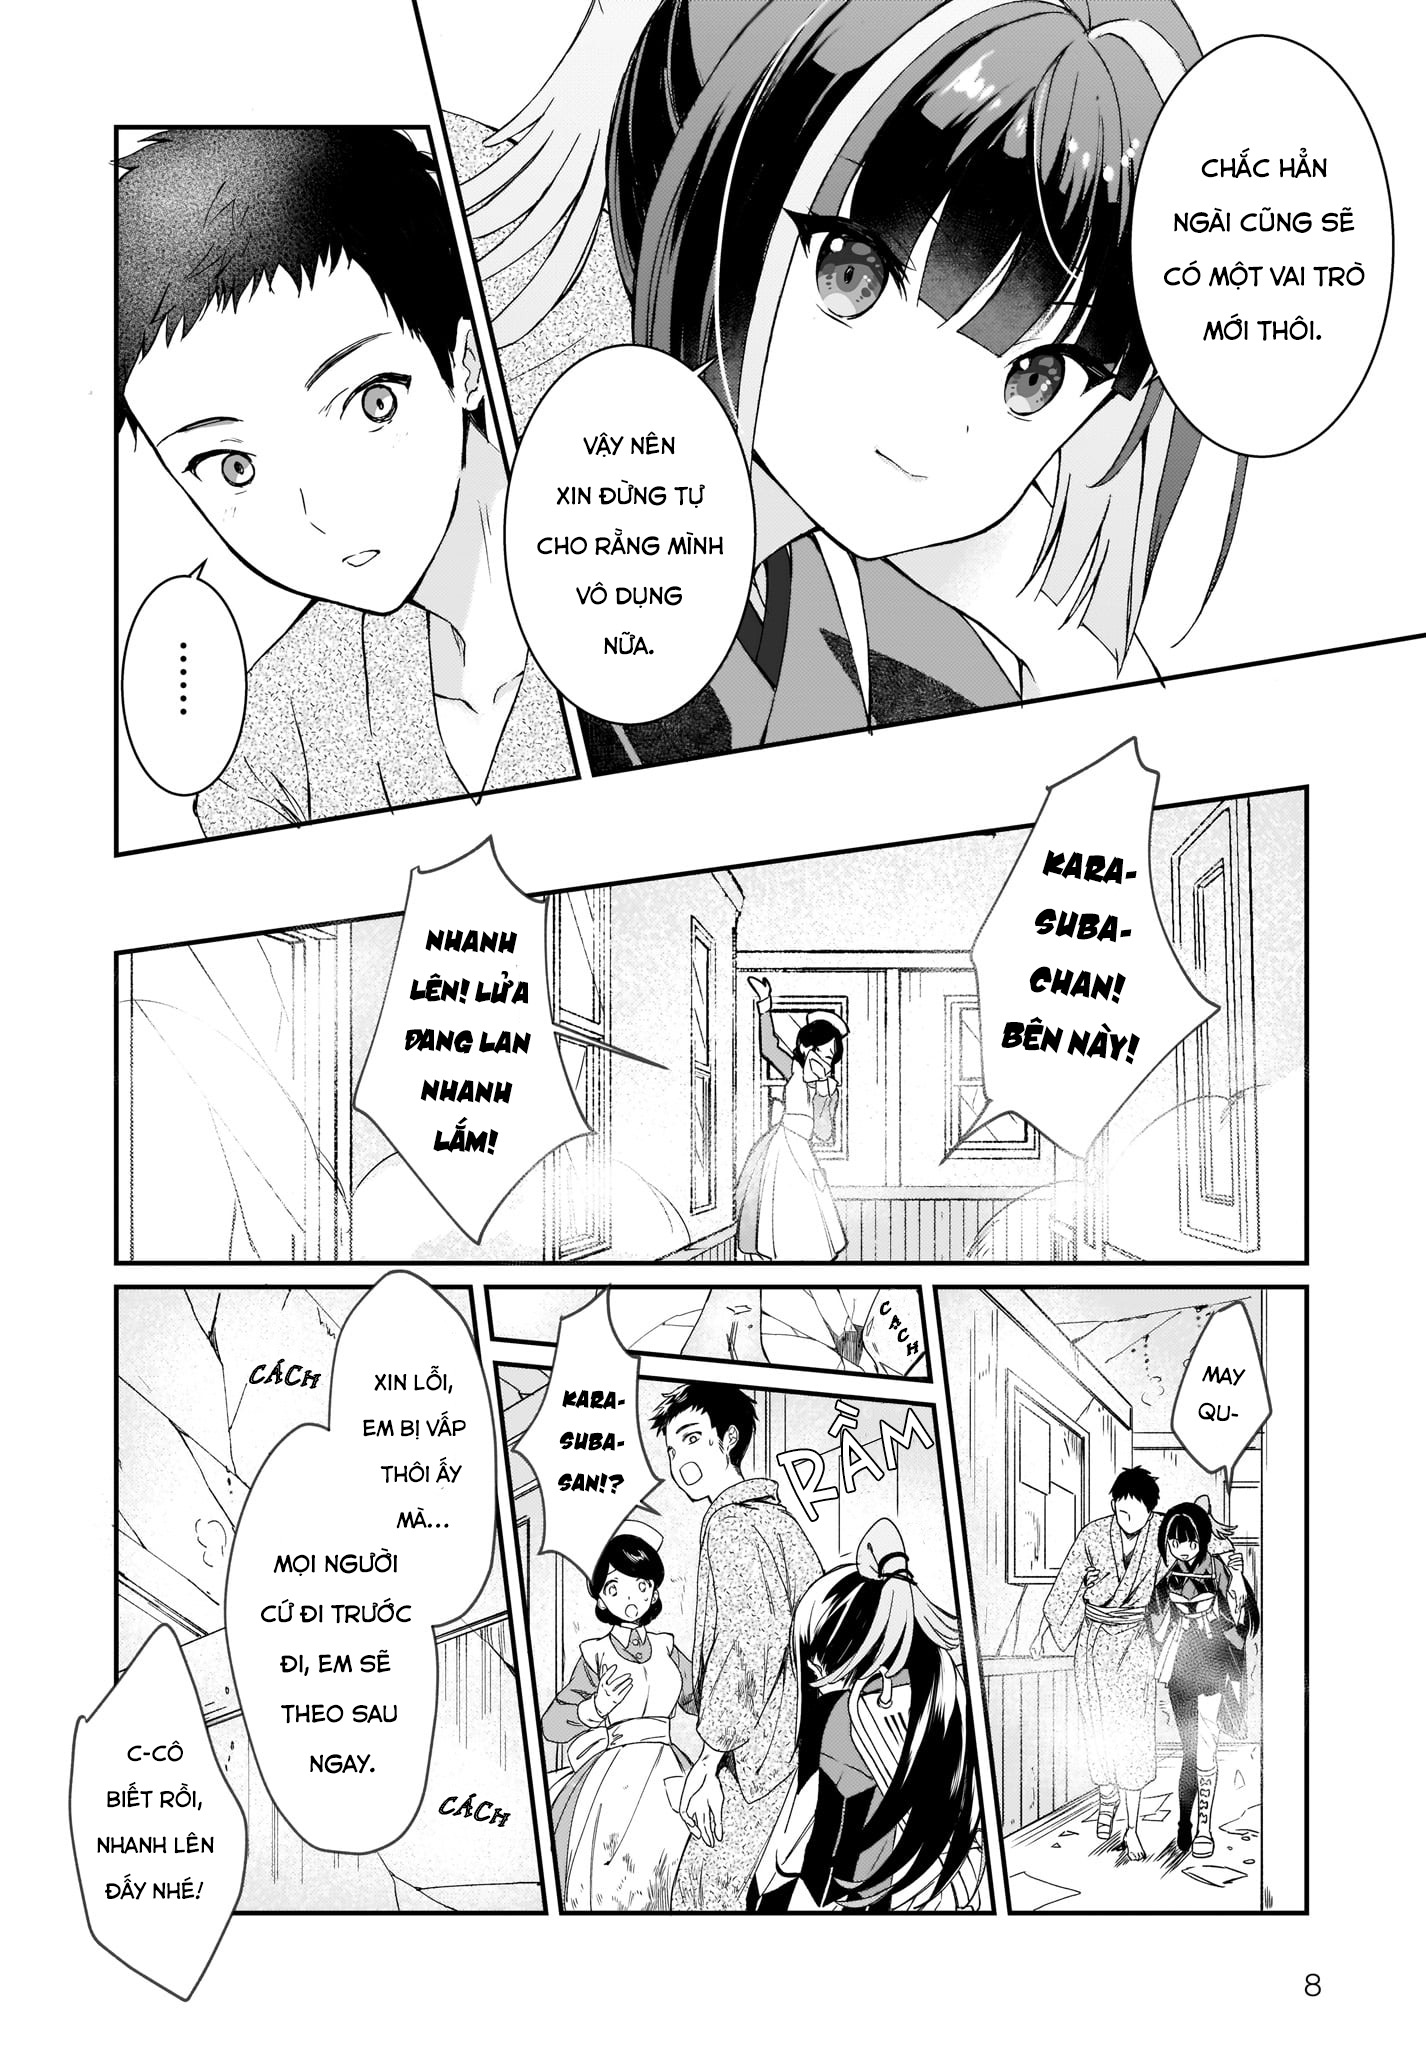 CHẮC HẲN
NGÀI CŨNG SẼ
CÓ MỘT VAI TRÒ
MỚI THÔI.
VẬY NÊN
XIN ĐỪNG TỰ
CHO RẰNG MÌNH
VÔ DỤNG
NỮA.
.......
KARA-
SUBA-
CHAN!
BÊN NÀY!
NHANH
LÊN! LỬA
ĐANG LAN
NHANH
LẮM!
MAY
QU-
CẠCH
RẦM
KARA-
SUBA-
SAN!?
XIN LỖI,
EM BỊ VẤP
THÔI ẤY
MÀ...
CÁCH
MỌI NGƯỜI
CỨ ĐI TRƯỚC
ĐI, EM SẼ
THEO SAU
NGAY.
CÁCH
C-CÔ
BIẾT RỒI,
NHANH LÊN
ĐẤY NHÉ!
8